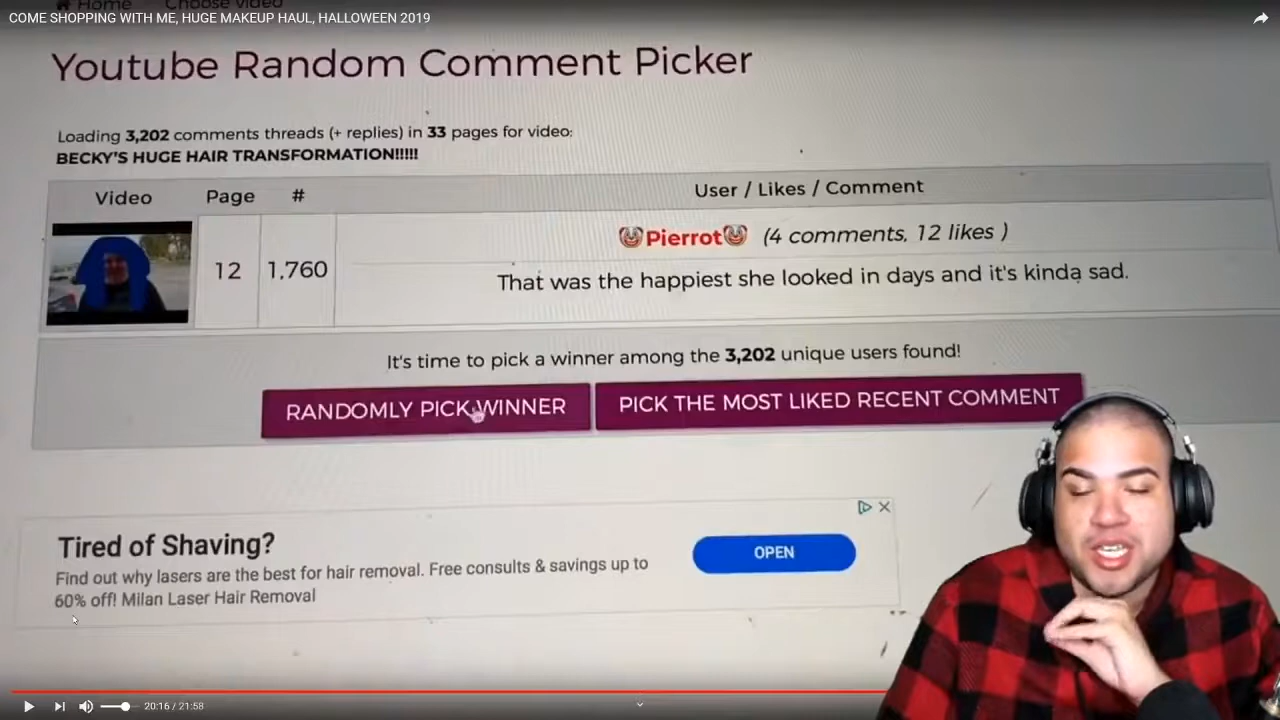 Home Choose video
COME SHOPPING WITH ME, HUGE MAKEUP HAUL, HALLOWEEN 2019
Youtube Random Comment Picker
Loading 3,202 comments threads (+ replies) in 33 pages for video:
BECKY'S HUGE HAIR TRANSFORMATION!!!!!
Video Page # User / Likes / Comment
🤡Pierrot🤡 (4 comments, 12 likes )
12 1,760
That was the happiest she looked in days and it's kinda sad.
It's time to pick a winner among the 3,202 unique users found!
RANDOMLY PICK WINNER PICK THE MOST LIKED RECENT COMMENT
Tired of Shaving?
Find out why lasers are the best for hair removal. Free consults & savings up to
60% off! Milan Laser Hair Removal
OPEN
20:16 / 21:58